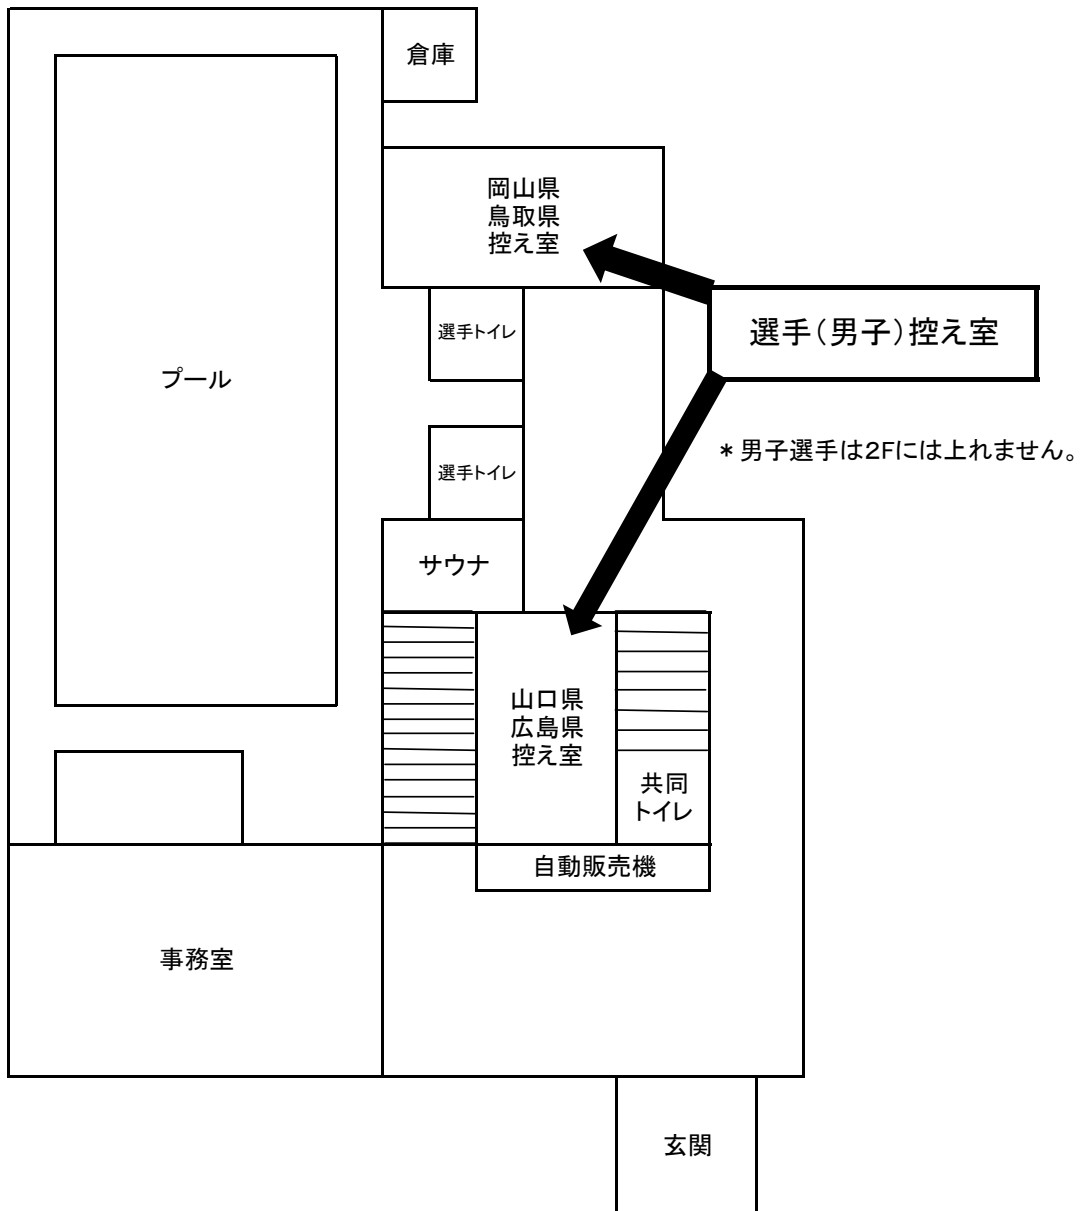 倉庫
岡山県
鳥取県
控え室
選手トイレ
選手(男子)控え室
プール
*男子選手は2Fには上れません。
選手トイレ
サウナ
山口県
広島県
控え室
共同
トイレ
自動販売機
事務室
玄関